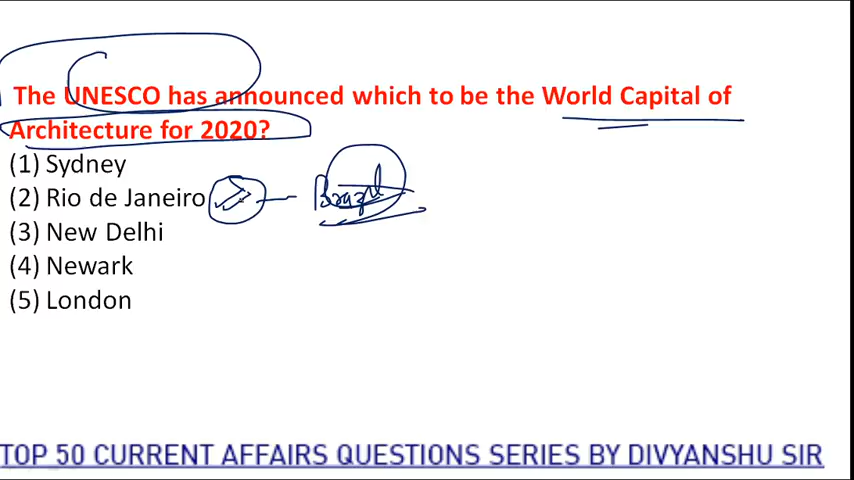 The UNESCO has announced which to be the World Capital of
Architecture for 2020?
(1) Sydney
(2) Rio de Janeiro - Brazil
(3) New Delhi
(4) Newark
(5) London
TOP 50 CURRENT AFFAIRS QUESTIONS SERIES BY DIVYANSHU SIR